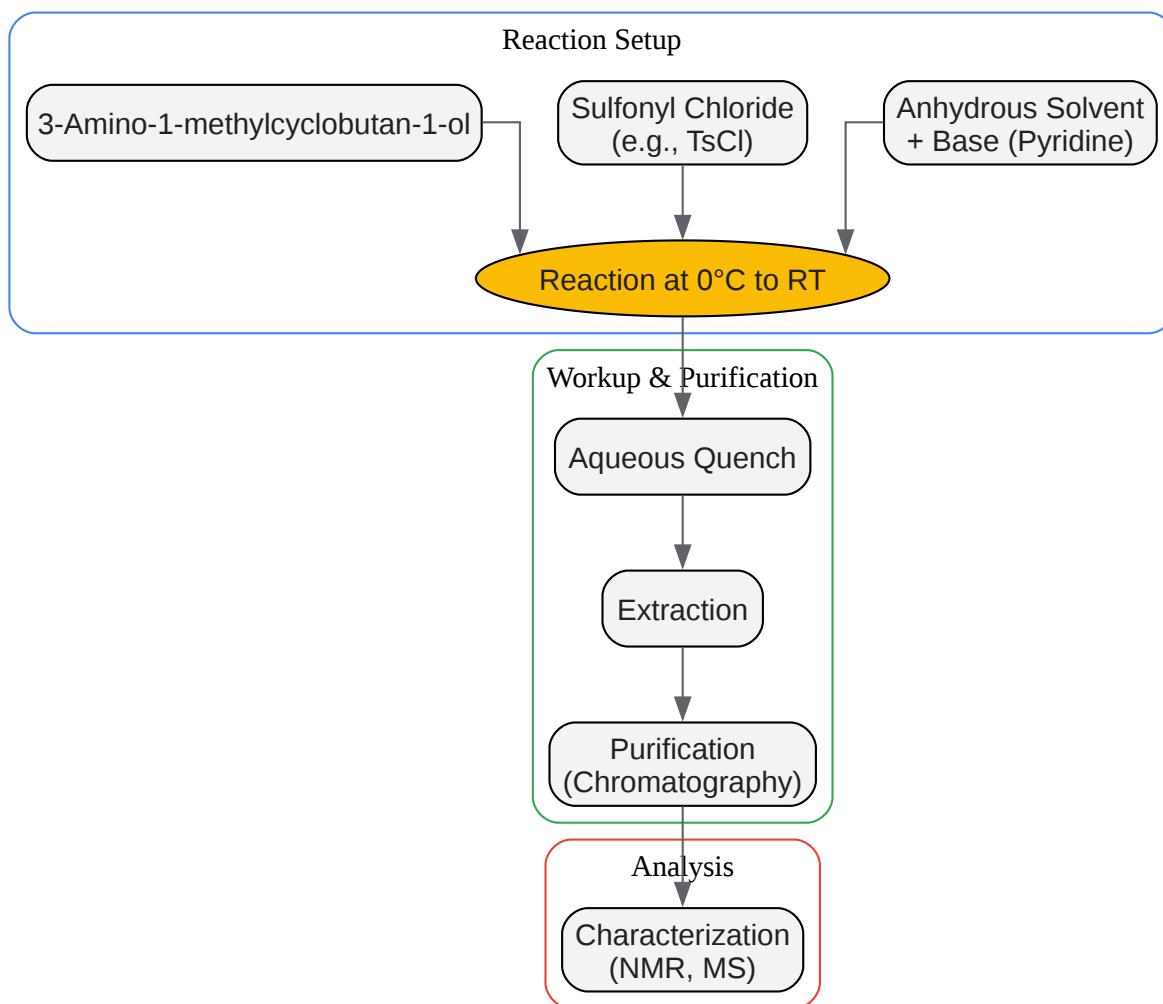 Reaction Setup
3-Amino-1-methylcyclobutan-1-ol
Sulfonyl Chloride
(e.g., TsCl)
Anhydrous Solvent
+ Base (Pyridine)
Reaction at 0°C to RT
Workup & Purification
Aqueous Quench
Extraction
Purification
(Chromatography)
Analysis
Characterization
(NMR, MS)